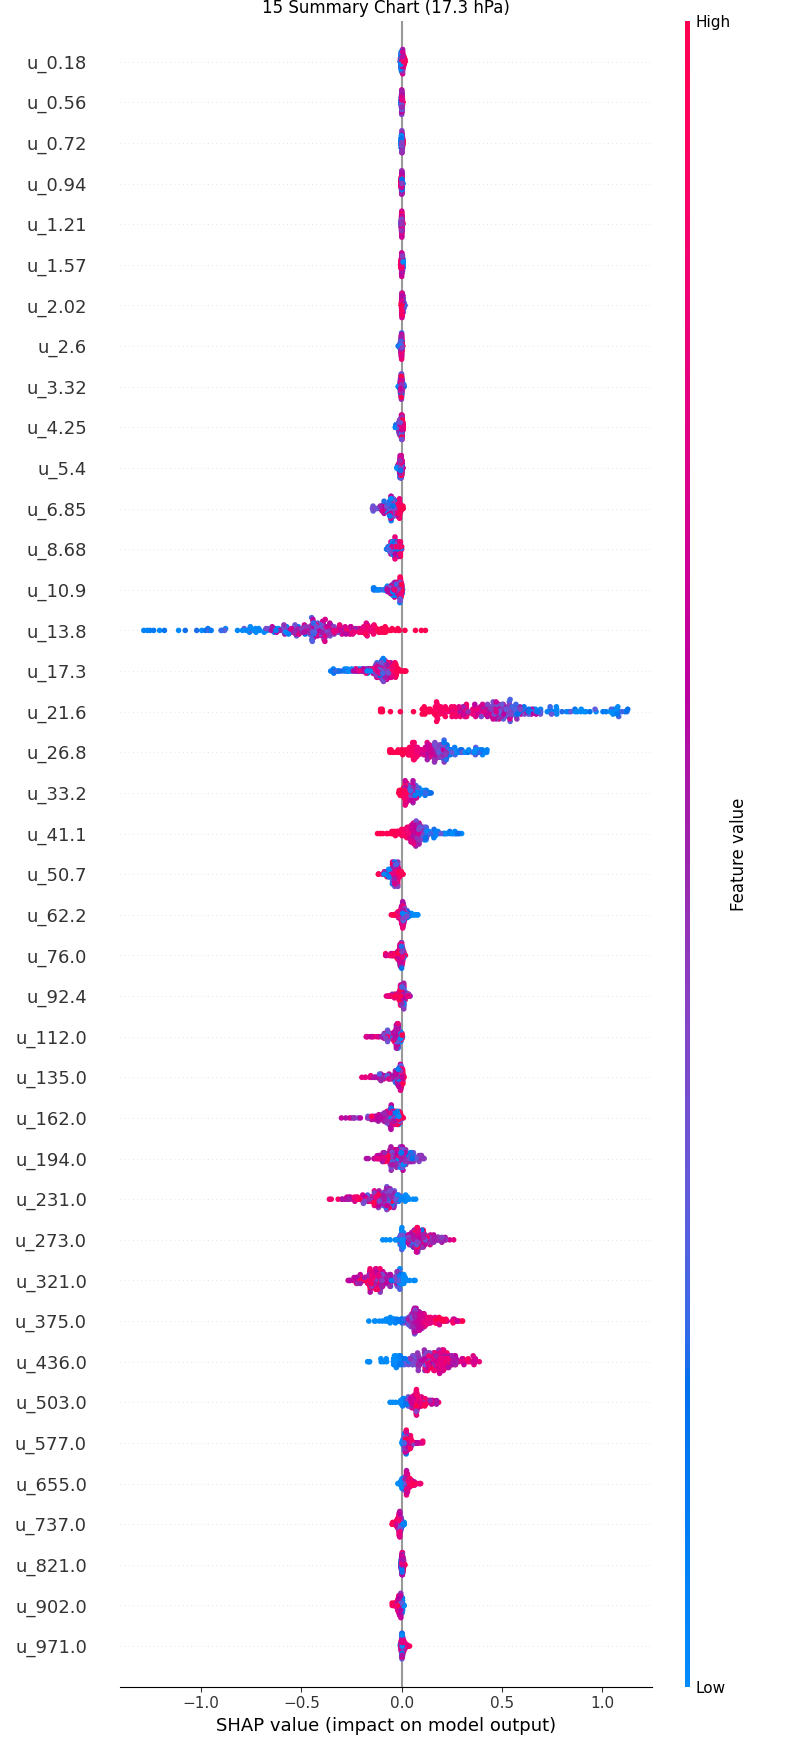 15 Summary Chart (17.3 hPa)
High
u_0.18
u_0.56
u_0.72
u_0.94
u_1.21
u_1.57
u_2.02
u_2.6
u_3.32
u_4.25
u_5.4
u_6.85
u_8.68
u_10.9
u_13.8
u_17.3
u_21.6
u_26.8
u_33.2
u_41.1
u_50.7
u_62.2
u_76.0
u_92.4
u_112.0
u_135.0
u_162.0
u_194.0
u_231.0
u_273.0
u_321.0
u_375.0
u_436.0
u_503.0
u_577.0
u_655.0
u_737.0
u_821.0
u_902.0
u_971.0
Feature value
Low
−1.0 −0.5 0.0 0.5 1.0
SHAP value (impact on model output)